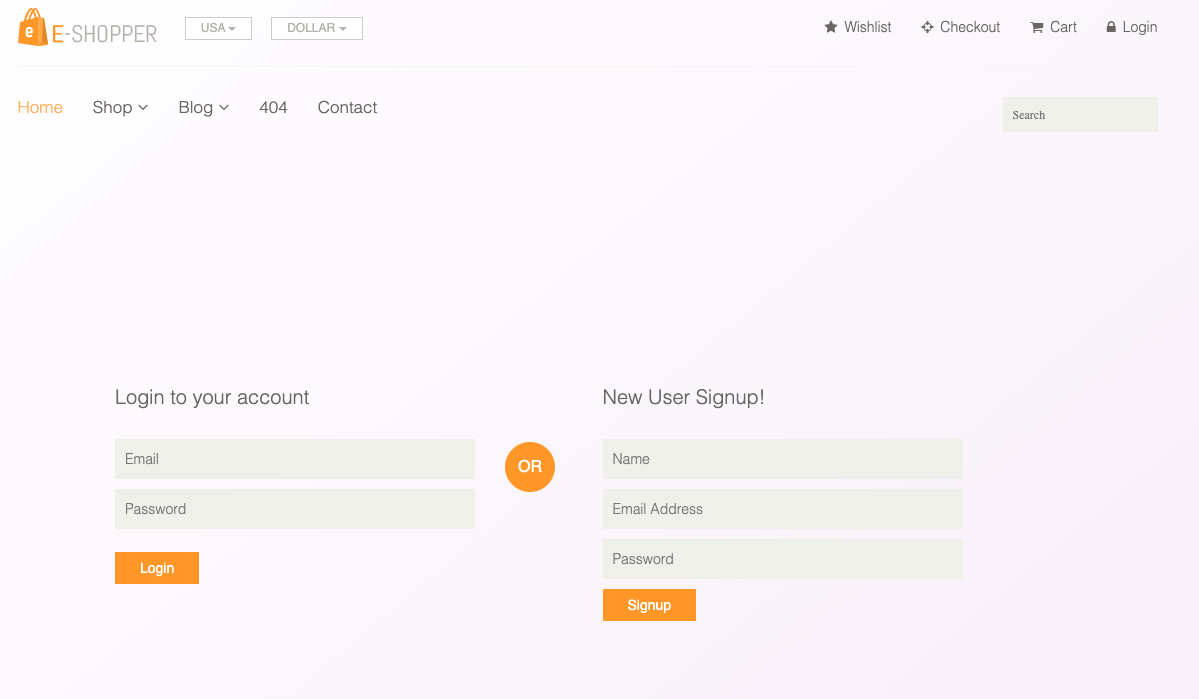 e E-SHOPPER USA DOLLAR Wishlist Checkout Cart Login
Home Shop Blog 404 Contact Search
Login to your account
Email
Password
Login
OR
New User Signup!
Name
Email Address
Password
Signup